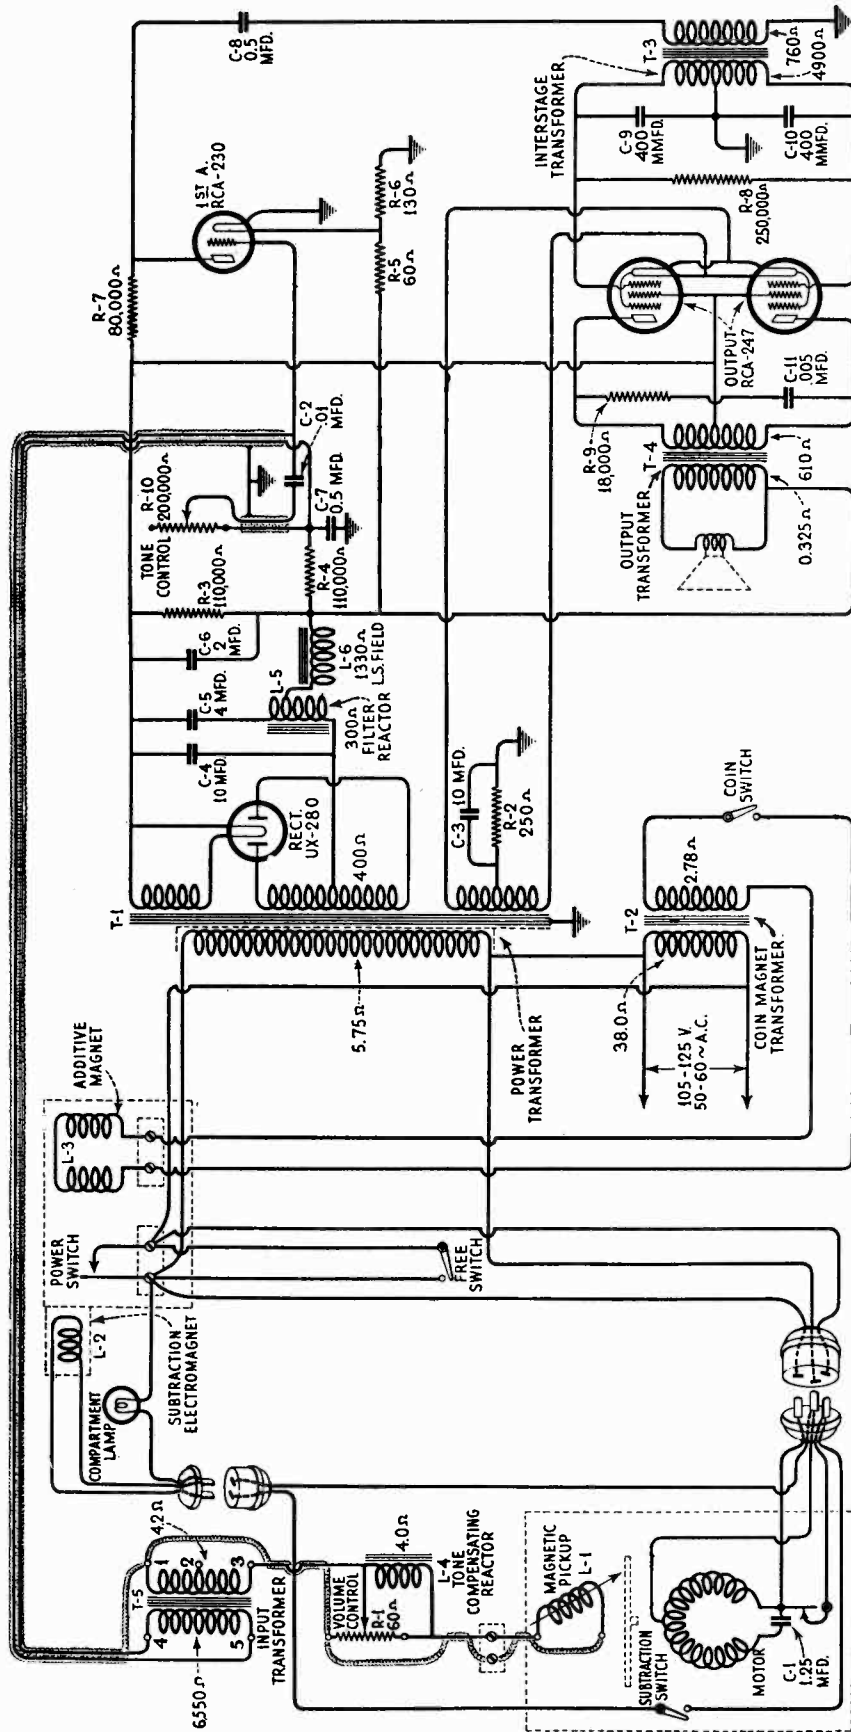 C-8
0.5
MFD.
T-3
760Ω
4900Ω
INTERSTAGE
TRANSFORMER
C-9
400
MMFD.
C-10
400
MMFD.
R-8
250,000Ω
1ST A.
RCA-230
R-6
130Ω
R-5
60Ω
R-7
80,000Ω
OUTPUT
RCA-247
C-11
.005
MFD.
R-9
18,000Ω
T-4
610Ω
0.325Ω
OUTPUT
TRANSFORMER
C-2
.01
MFD.
R-10
200,000Ω
TONE
CONTROL
C-7
0.5 MFD.
R-3
110,000Ω
R-4
110,000Ω
C-6
2
MFD.
C-5
4 MFD.
C-4
10 MFD.
L-5
L-6
1330Ω
L.S. FIELD
300Ω
FILTER
REACTOR
RECT.
UX-280
400Ω
C-3
10 MFD.
R-2
250Ω
COIN
SWITCH
T-1
2.78Ω
T-2
5.75Ω
38.0Ω
POWER
TRANSFORMER
COIN MAGNET
TRANSFORMER
105-125 V.
50-60 ~ A.C.
ADDITIVE
MAGNET
L-3
POWER
SWITCH
FREE
SWITCH
L-2
SUBTRACTION
ELECTROMAGNET
COMPARTMENT
LAMP
4.2Ω
T-5
1
2
3
4
5
6,550Ω
INPUT
TRANSFORMER
VOLUME
CONTROL
R-1
60Ω
4.0Ω
L-4
TONE
COMPENSATING
REACTOR
MAGNETIC
PICKUP
L-1
SUBTRACTION
SWITCH
MOTOR
C-1
1.25
MFD.